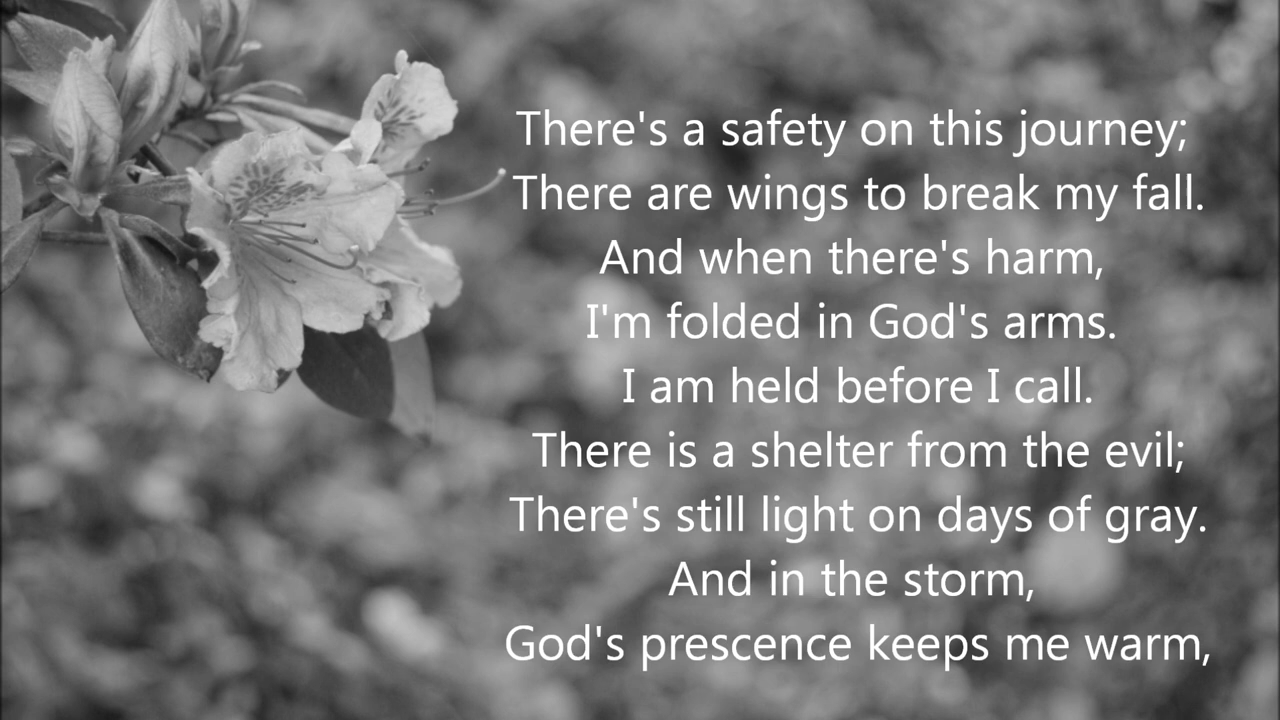 There's a safety on this journey;
There are wings to break my fall.
And when there's harm,
I'm folded in God's arms.
I am held before I call.
There is a shelter from the evil;
There's still light on days of gray.
And in the storm,
God's prescence keeps me warm,